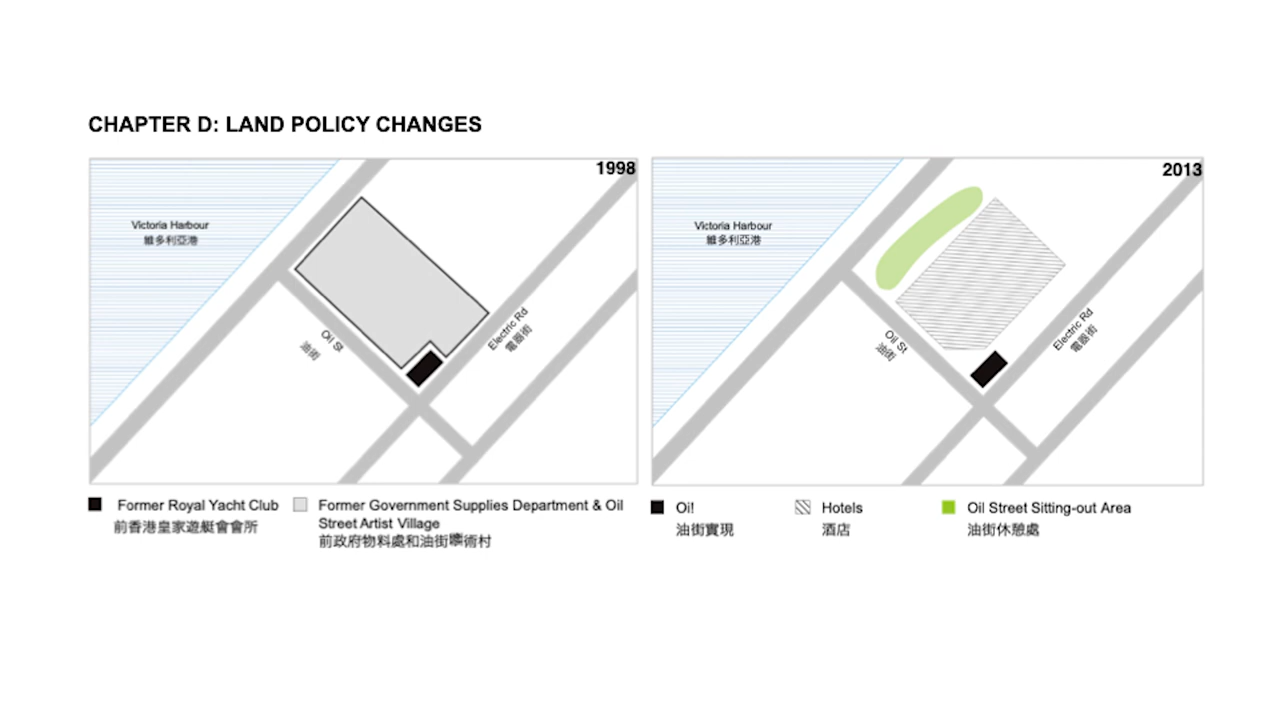 CHAPTER D: LAND POLICY CHANGES
1998
Victoria Harbour
維多利亞港
Oil St
油街
Electric Rd
電器街
Former Royal Yacht Club
前香港皇家遊艇會會所
Former Government Supplies Department & Oil
Street Artist Village
前政府物料處和油街術村
2013
Victoria Harbour
維多利亞港
Oil St
油街
Electric Rd
電器街
Oi!
油街實現
Hotels
酒店
Oil Street Sitting-out Area
油街休憩處